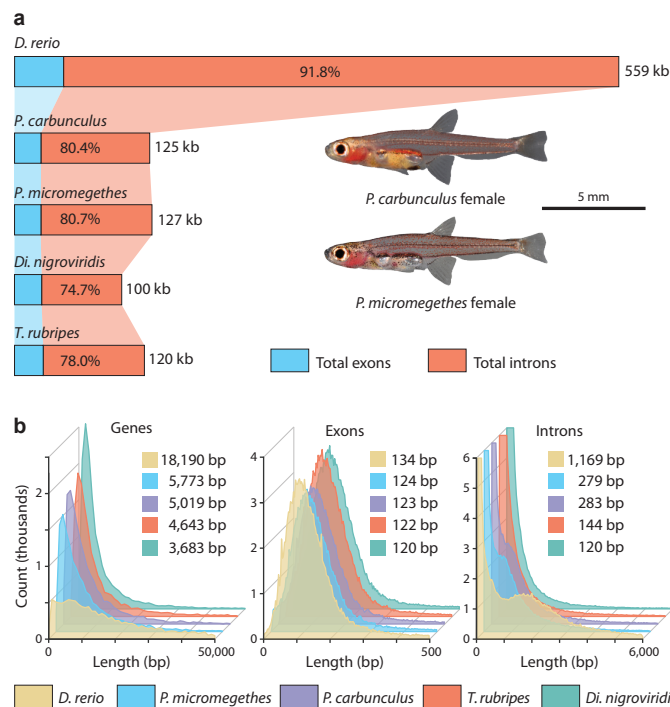 a
D. rerio
91.8%
559 kb
P. carbunculus
80.4%
125 kb
P. carbunculus female
P. micromegethes
80.7%
127 kb
5 mm
Di. nigroviridis
74.7%
100 kb
P. micromegethes female
T. rubripes
78.0%
120 kb
Total exons
Total introns
b
Genes
18,190 bp
5,773 bp
5,019 bp
4,643 bp
3,683 bp
Count (thousands)
2
1
0
0
50,000
Length (bp)
Exons
134 bp
124 bp
123 bp
122 bp
120 bp
4
3
2
1
0
0
500
Length (bp)
Introns
1,169 bp
279 bp
283 bp
144 bp
120 bp
6
5
4
3
2
1
0
0
6,000
Length (bp)
D. rerio
P. micromegethes
P. carbunculus
T. rubripes
Di. nigroviridi